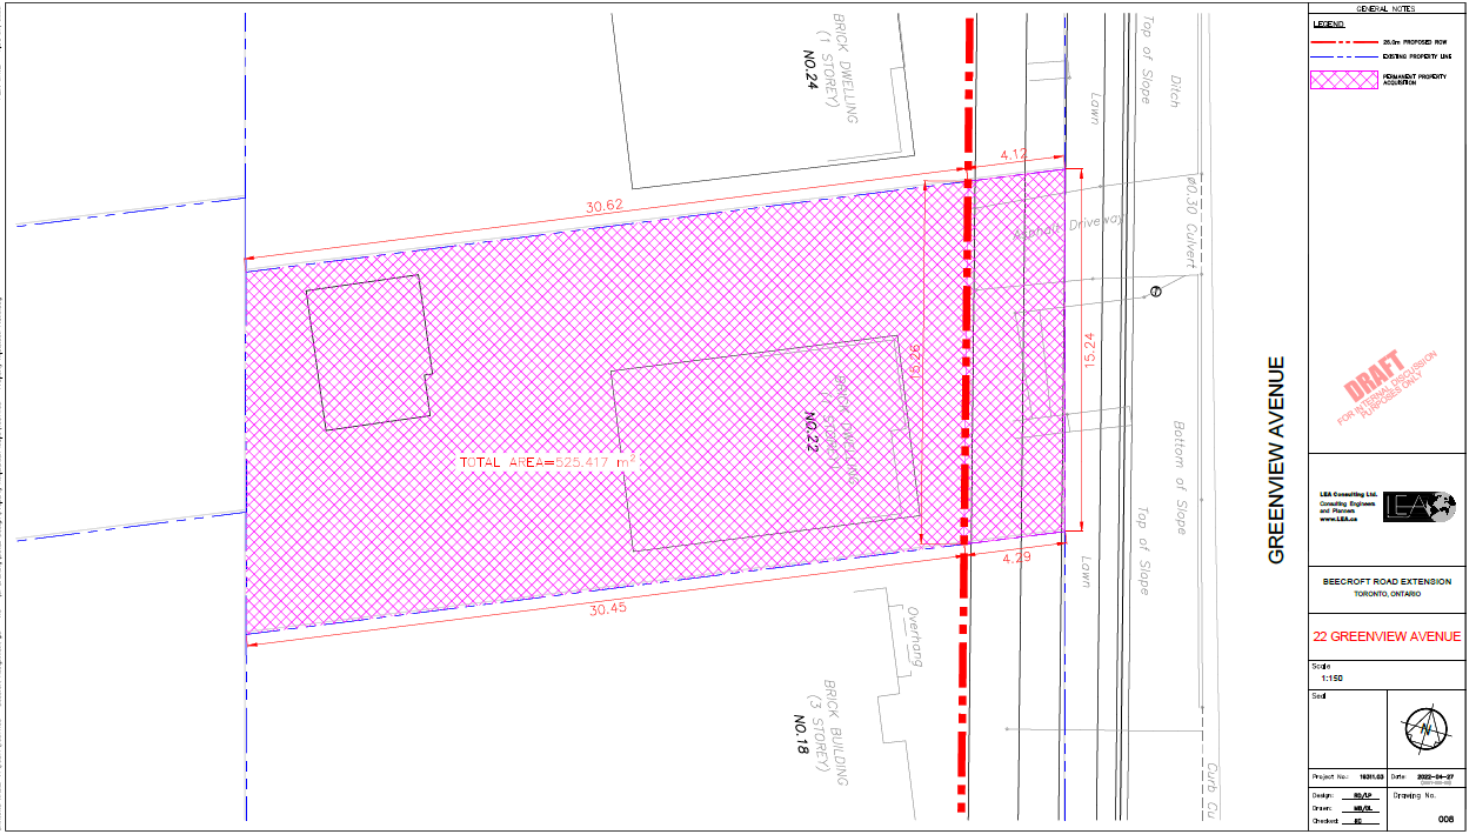 BRICK DWELLING
(1 STOREY)
NO.24
Top of Slope
Ditch
Lawn
4.12
30.62
Asphalt Driveway
ø0.30 Culvert
15.26
15.24
BRICK DWELLING
NO.22
TOTAL AREA=525.417 m²
Bottom of Slope
Top of Slope
Lawn
4.29
30.45
Overhang
BRICK BUILDING
(3 STOREY)
NO.18
Curb Cu
GREENVIEW AVENUE
GENERAL NOTES
LEGEND
26.0m PROPOSED ROW
EXISTING PROPERTY LINE
PERMANENT PROPERTY
ACQUISITION
DRAFT
FOR INTERNAL DISCUSSION
PURPOSES ONLY
LEA Consulting Ltd.
Consulting Engineers
and Planners
www.LEA.ca
LEA
BEECROFT ROAD EXTENSION
TORONTO, ONTARIO
22 GREENVIEW AVENUE
Scale
1:150
Seal
N
Project No.: Date: 2022-04-27
Design: Drawing No.
Drawn:
Checked: 008